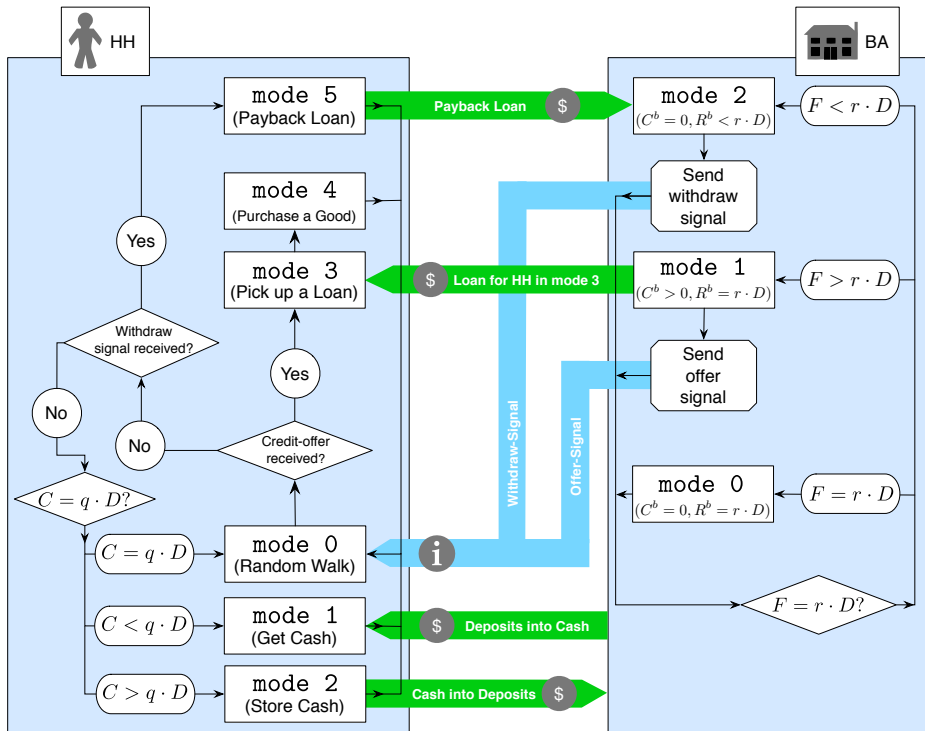 HH
BA
mode 5
(Payback Loan)
Payback Loan
$
mode 2
(C^b = 0, R^b < r · D)
F < r · D
Send
withdraw
signal
mode 4
(Purchase a Good)
Yes
mode 3
(Pick up a Loan)
$
Loan for HH in mode 3
mode 1
(C^b > 0, R^b = r · D)
F > r · D
Withdraw
signal received?
Send
offer
signal
Yes
No
No
Credit-offer
received?
Withdraw-Signal
Offer-Signal
C = q · D?
mode 0
(C^b = 0, R^b = r · D)
F = r · D
C = q · D
mode 0
(Random Walk)
i
F = r · D?
C < q · D
mode 1
(Get Cash)
$
Deposits into Cash
C > q · D
mode 2
(Store Cash)
Cash into Deposits
$